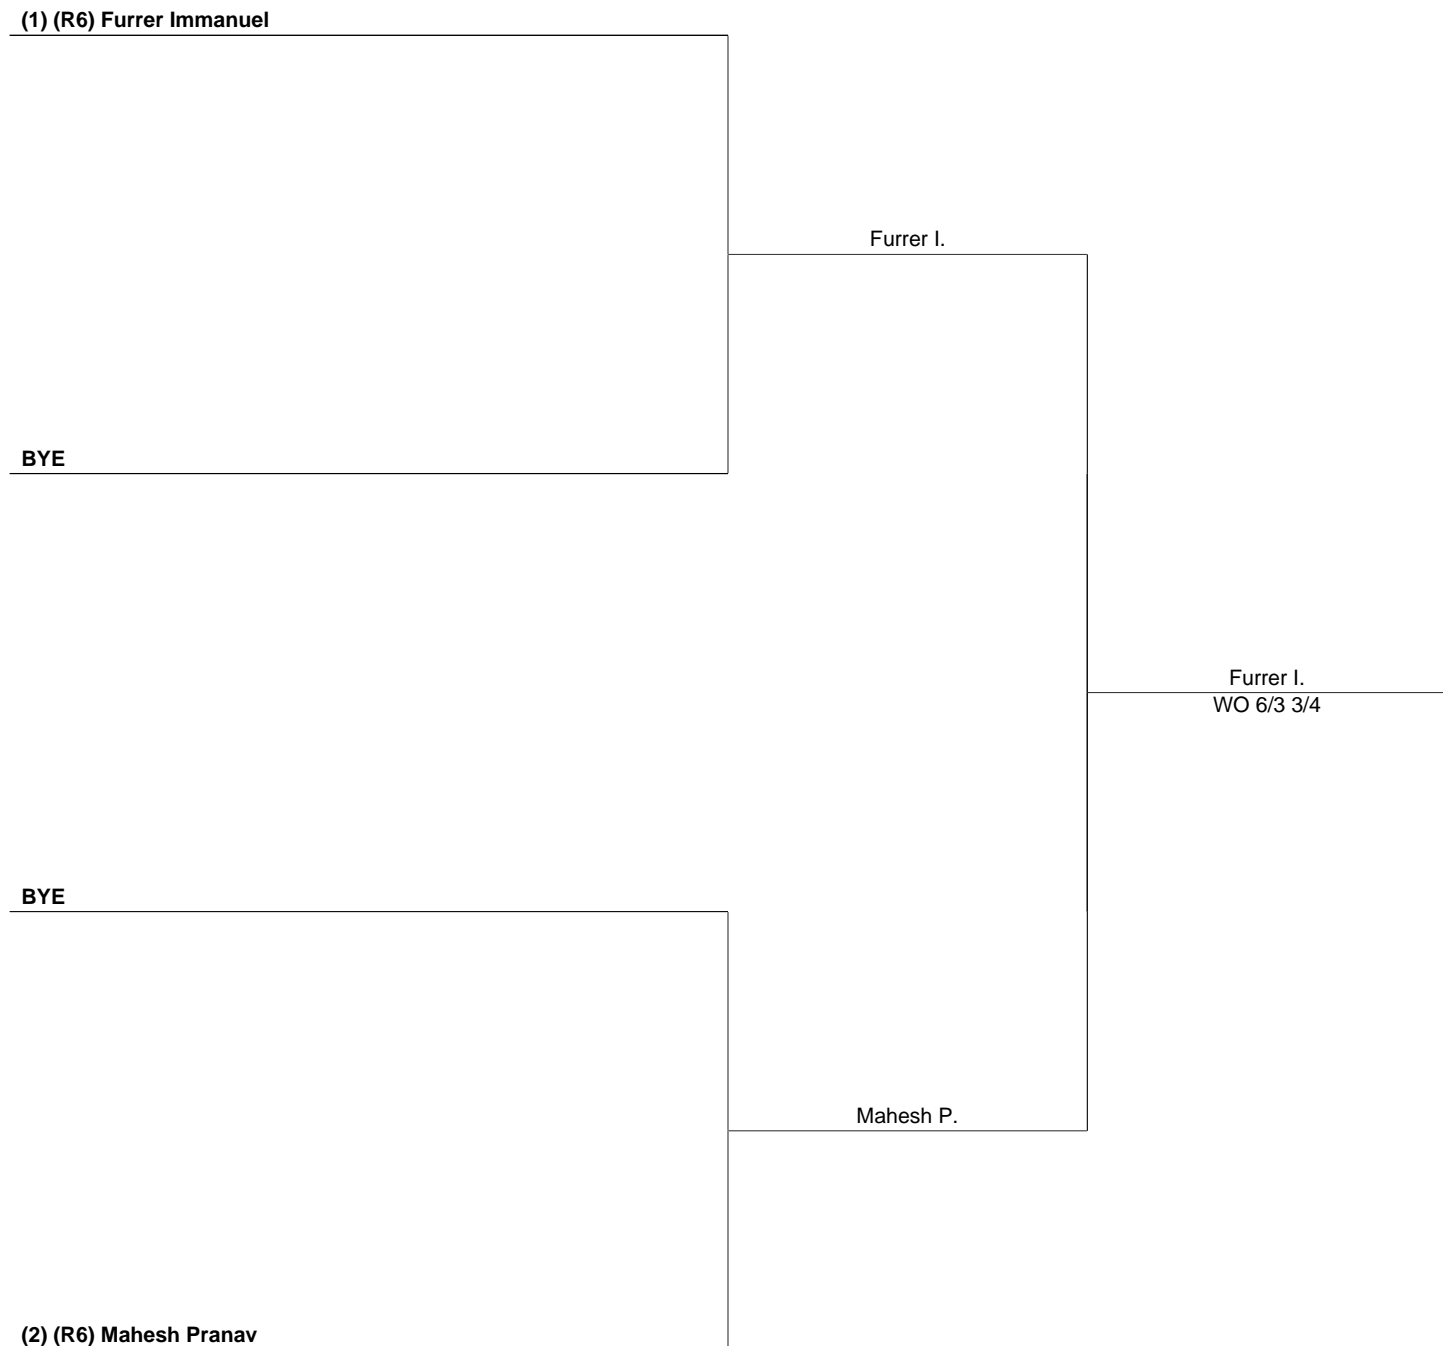 (1) (R6) Furrer Immanuel
Furrer I.
BYE
Furrer I.
WO 6/3 3/4
BYE
Mahesh P.
(2) (R6) Mahesh Pranav